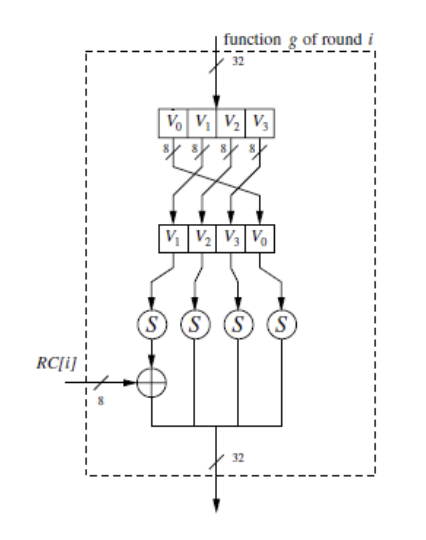 function g of round i
32
V₀ V₁ V₂ V₃
8 8 8 8
V₁ V₂ V₃ V₀
S S S S
RC[i]
8
32